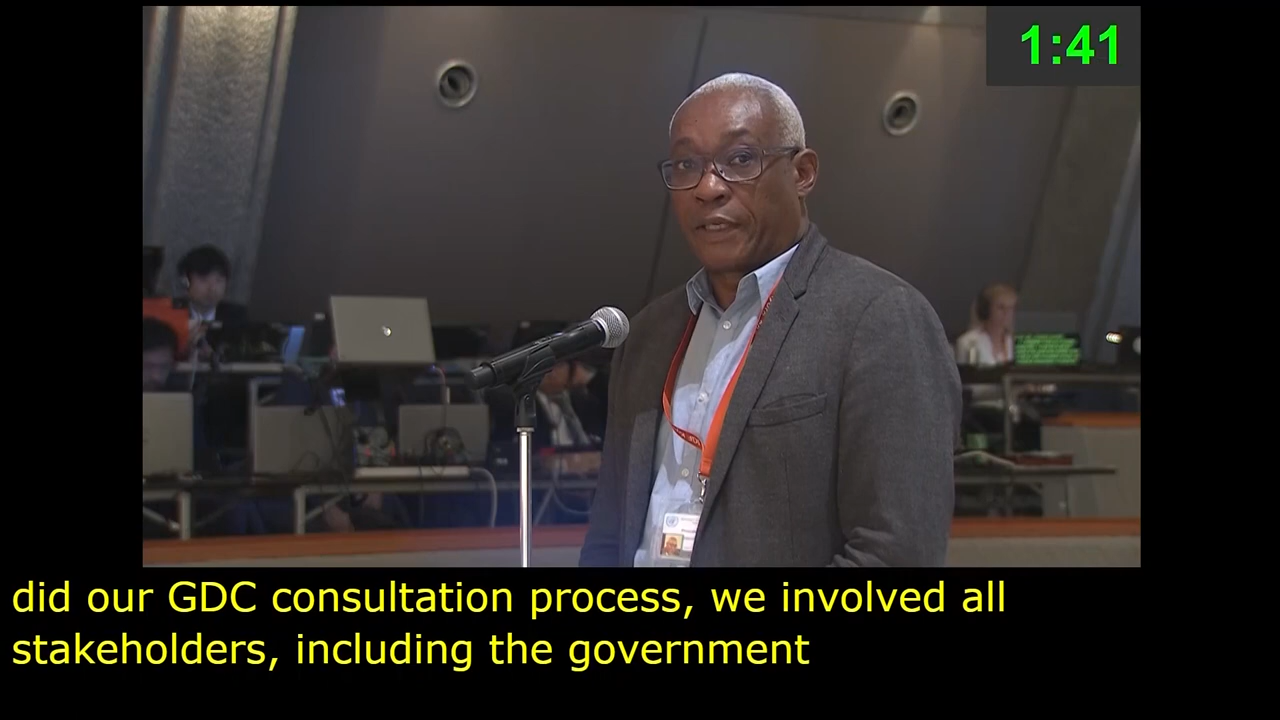 1:41
did our GDC consultation process, we involved all
stakeholders, including the government